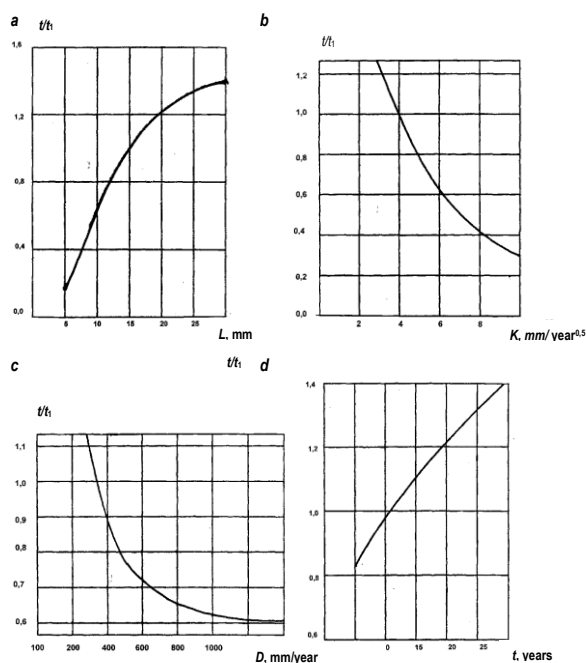 a
t/t₁
1,6
1,2
0,8
0,4
0,0
5 10 15 20 25
L, mm
b
t/t₁
1,2
1,0
0,8
0,6
0,4
0,2
0,0
2 4 6 8
K, mm/ year⁰,⁵
c
t/t₁
1,1
1,0
0,9
0,8
0,7
0,6
100 200 400 600 800 1000
D, mm/year
t/t₁
d
1,4
1,2
1,0
0,8
0,6
0 20 25
t, years